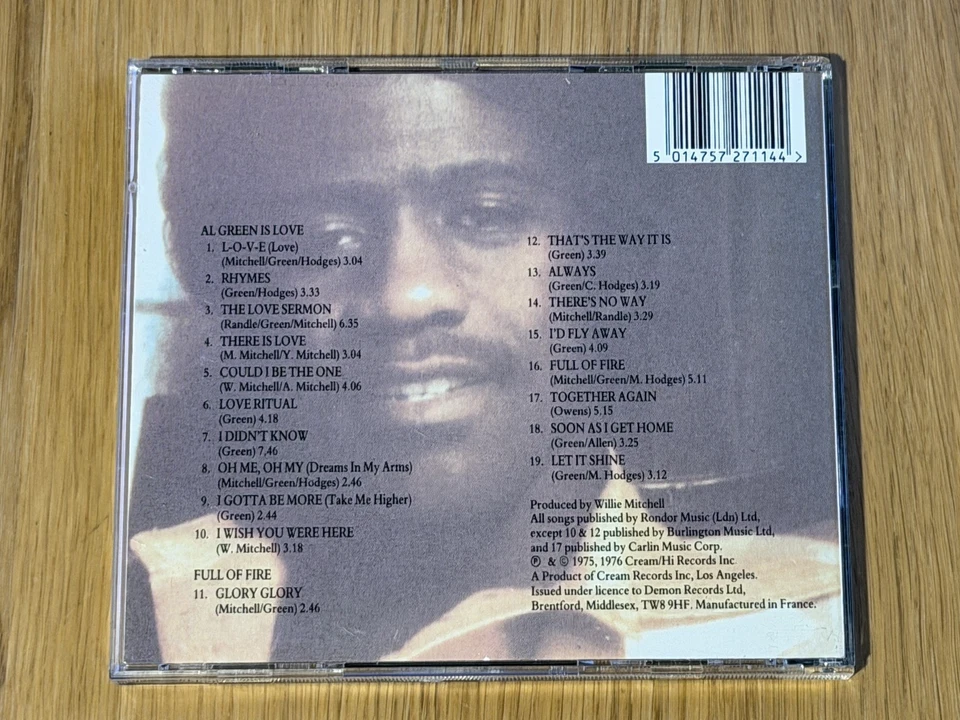 5 014757 271144 >
AL GREEN IS LOVE
1. L-O-V-E (Love)
(Mitchell/Green/Hodges) 3.04
2. RHYMES
(Green/Hodges) 3.33
3. THE LOVE SERMON
(Randle/Green/Mitchell) 6.35
4. THERE IS LOVE
(M. Mitchell/Y. Mitchell) 3.04
5. COULD I BE THE ONE
(W. Mitchell/A. Mitchell) 4.06
6. LOVE RITUAL
(Green) 4.18
7. I DIDN'T KNOW
(Green) 7.46
8. OH ME, OH MY (Dreams In My Arms)
(Mitchell/Green/Hodges) 2.46
9. I GOTTA BE MORE (Take Me Higher)
(Green) 2.44
10. I WISH YOU WERE HERE
(W. Mitchell) 3.18
FULL OF FIRE
11. GLORY GLORY
(Mitchell/Green) 2.46
12. THAT'S THE WAY IT IS
(Green) 3.39
13. ALWAYS
(Green/C. Hodges) 3.19
14. THERE'S NO WAY
(Mitchell/Randle) 3.29
15. I'D FLY AWAY
(Green) 4.09
16. FULL OF FIRE
(Mitchell/Green/M. Hodges) 5.11
17. TOGETHER AGAIN
(Owens) 5.15
18. SOON AS I GET HOME
(Green/Allen) 3.25
19. LET IT SHINE
(Green/M. Hodges) 3.12
Produced by Willie Mitchell
All songs published by Rondor Music (Ldn) Ltd,
except 10 & 12 published by Burlington Music Ltd,
and 17 published by Carlin Music Corp.
℗ & © 1975, 1976 Cream/Hi Records Inc
A Product of Cream Records Inc, Los Angeles.
Issued under licence to Demon Records Ltd,
Brentford, Middlesex, TW8 9HF. Manufactured in France.